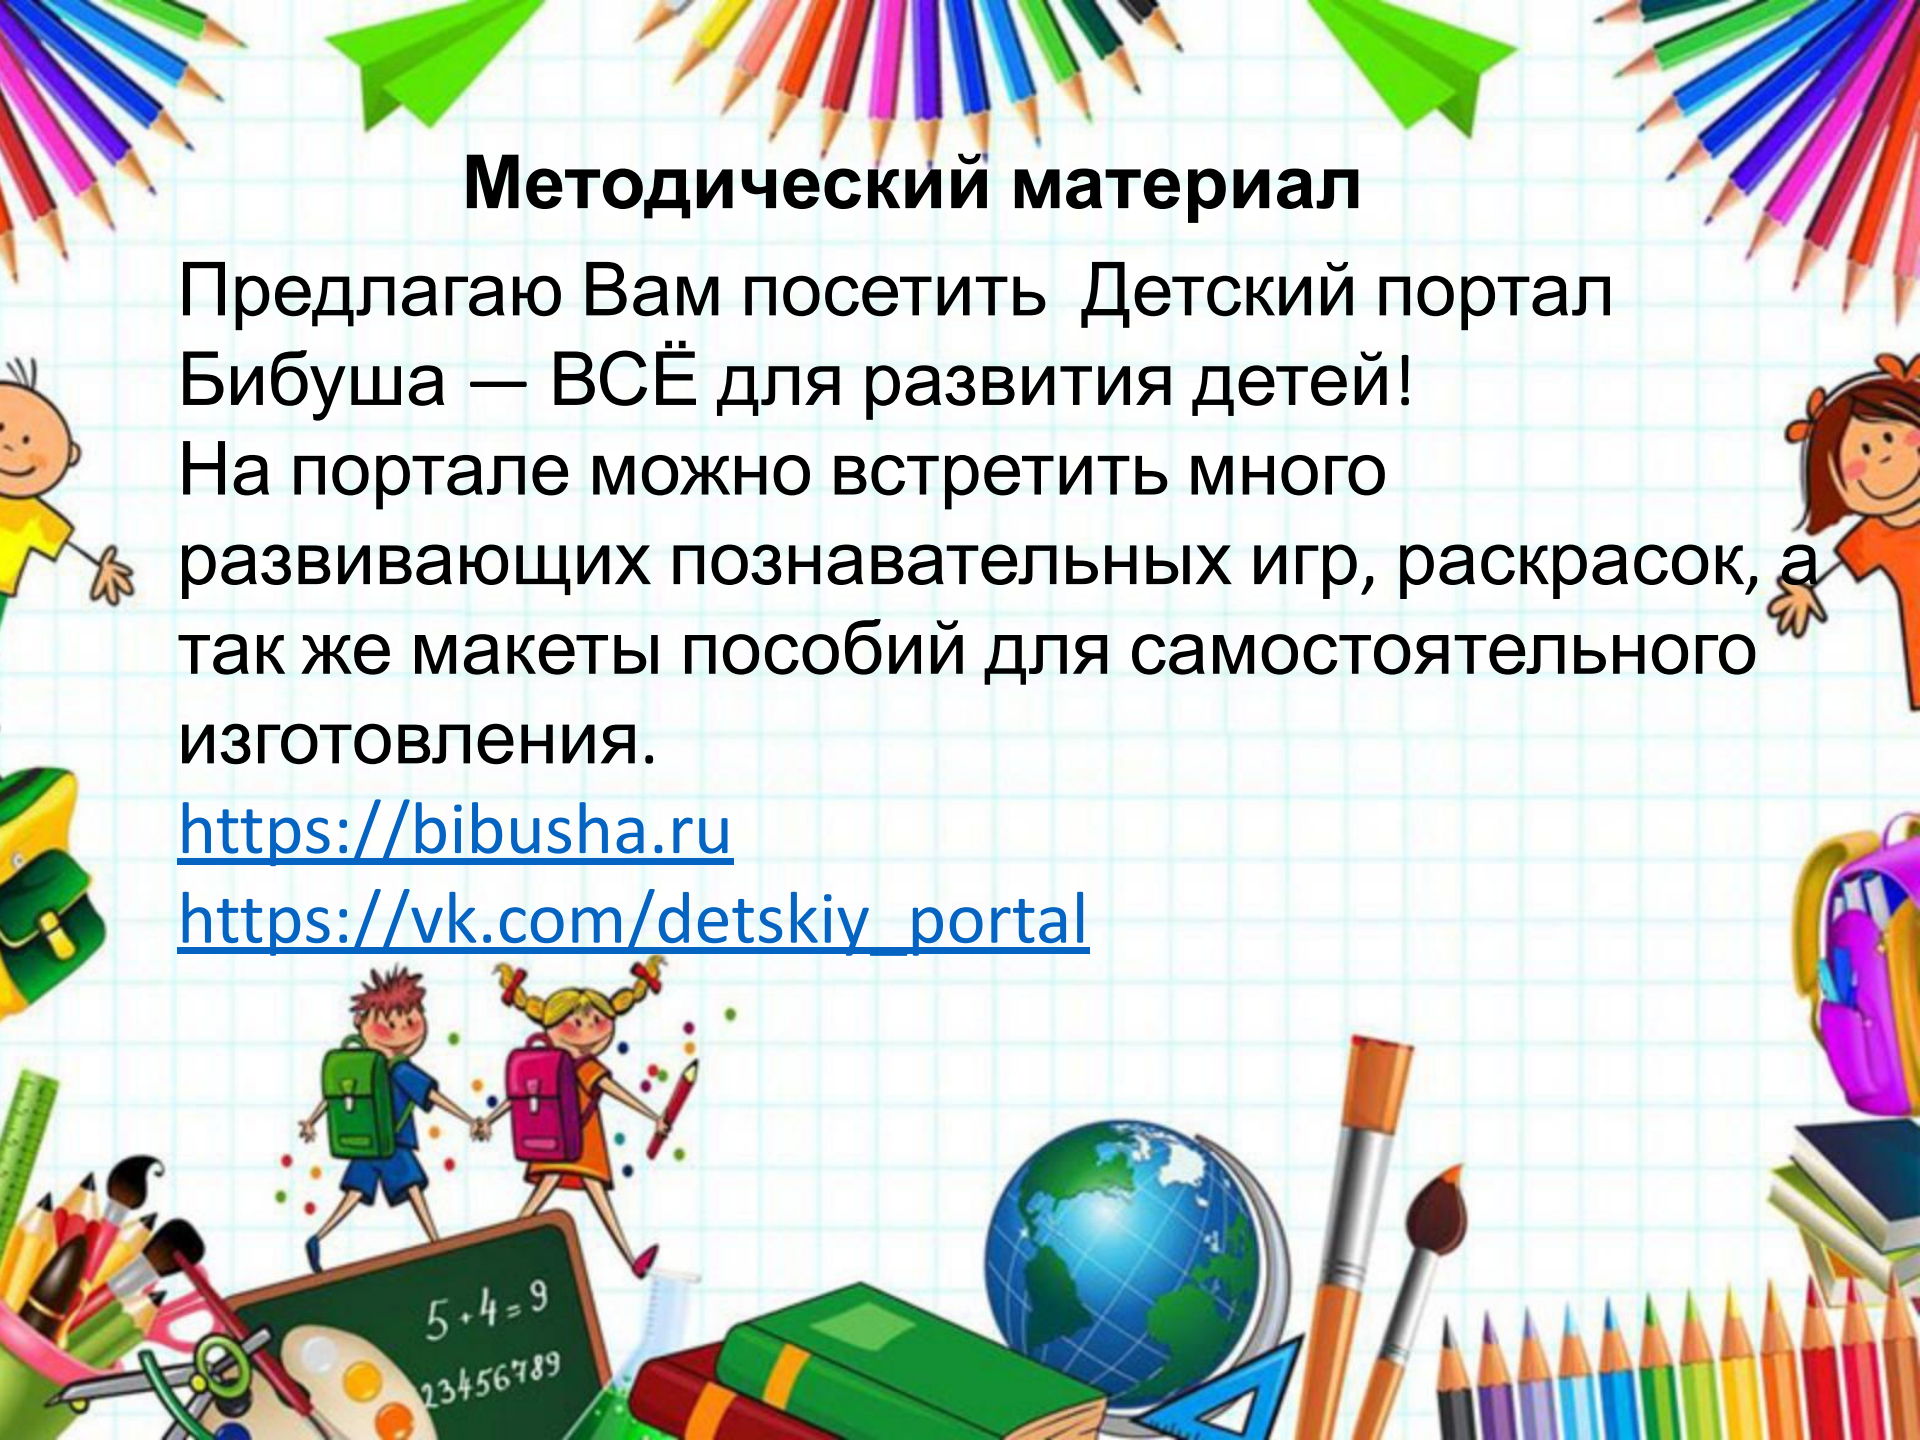 Методический материал
Предлагаю Вам посетить  Детский портал
Бибуша — ВСЁ для развития детей!
На портале можно встретить много
развивающих познавательных игр, раскрасок, а
так же макеты пособий для самостоятельного
изготовления.
https://bibusha.ru
https://vk.com/detskiy_portal
5+4=9
23456789